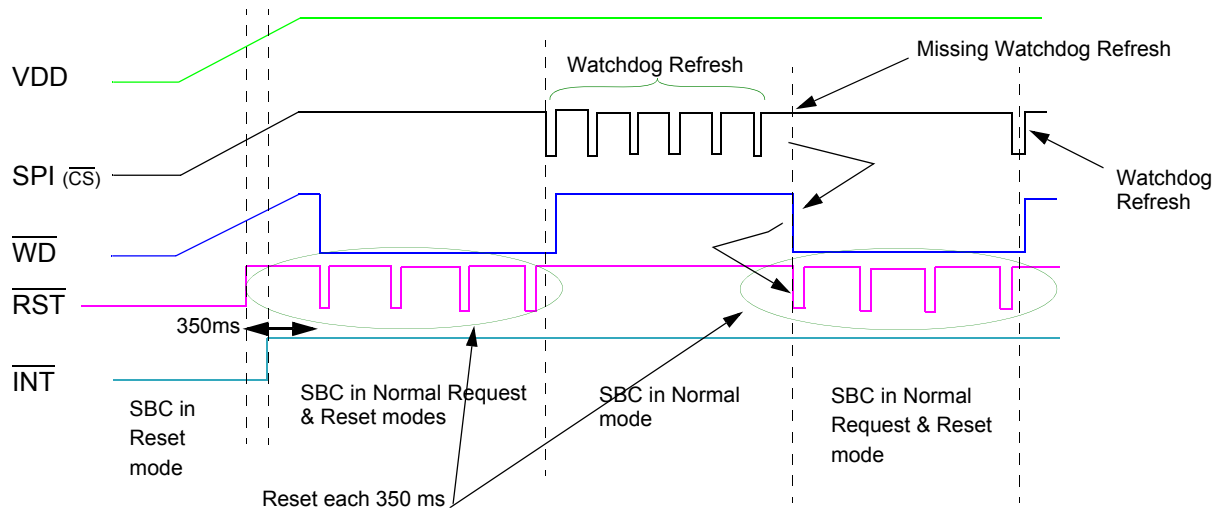 VDD
Missing Watchdog Refresh
Watchdog Refresh
SPI (CS)
Watchdog
Refresh
WD
RST
350ms
INT
SBC in
Reset
mode
SBC in Normal Request
& Reset modes
SBC in Normal
mode
SBC in Normal
Request & Reset
mode
Reset each 350 ms